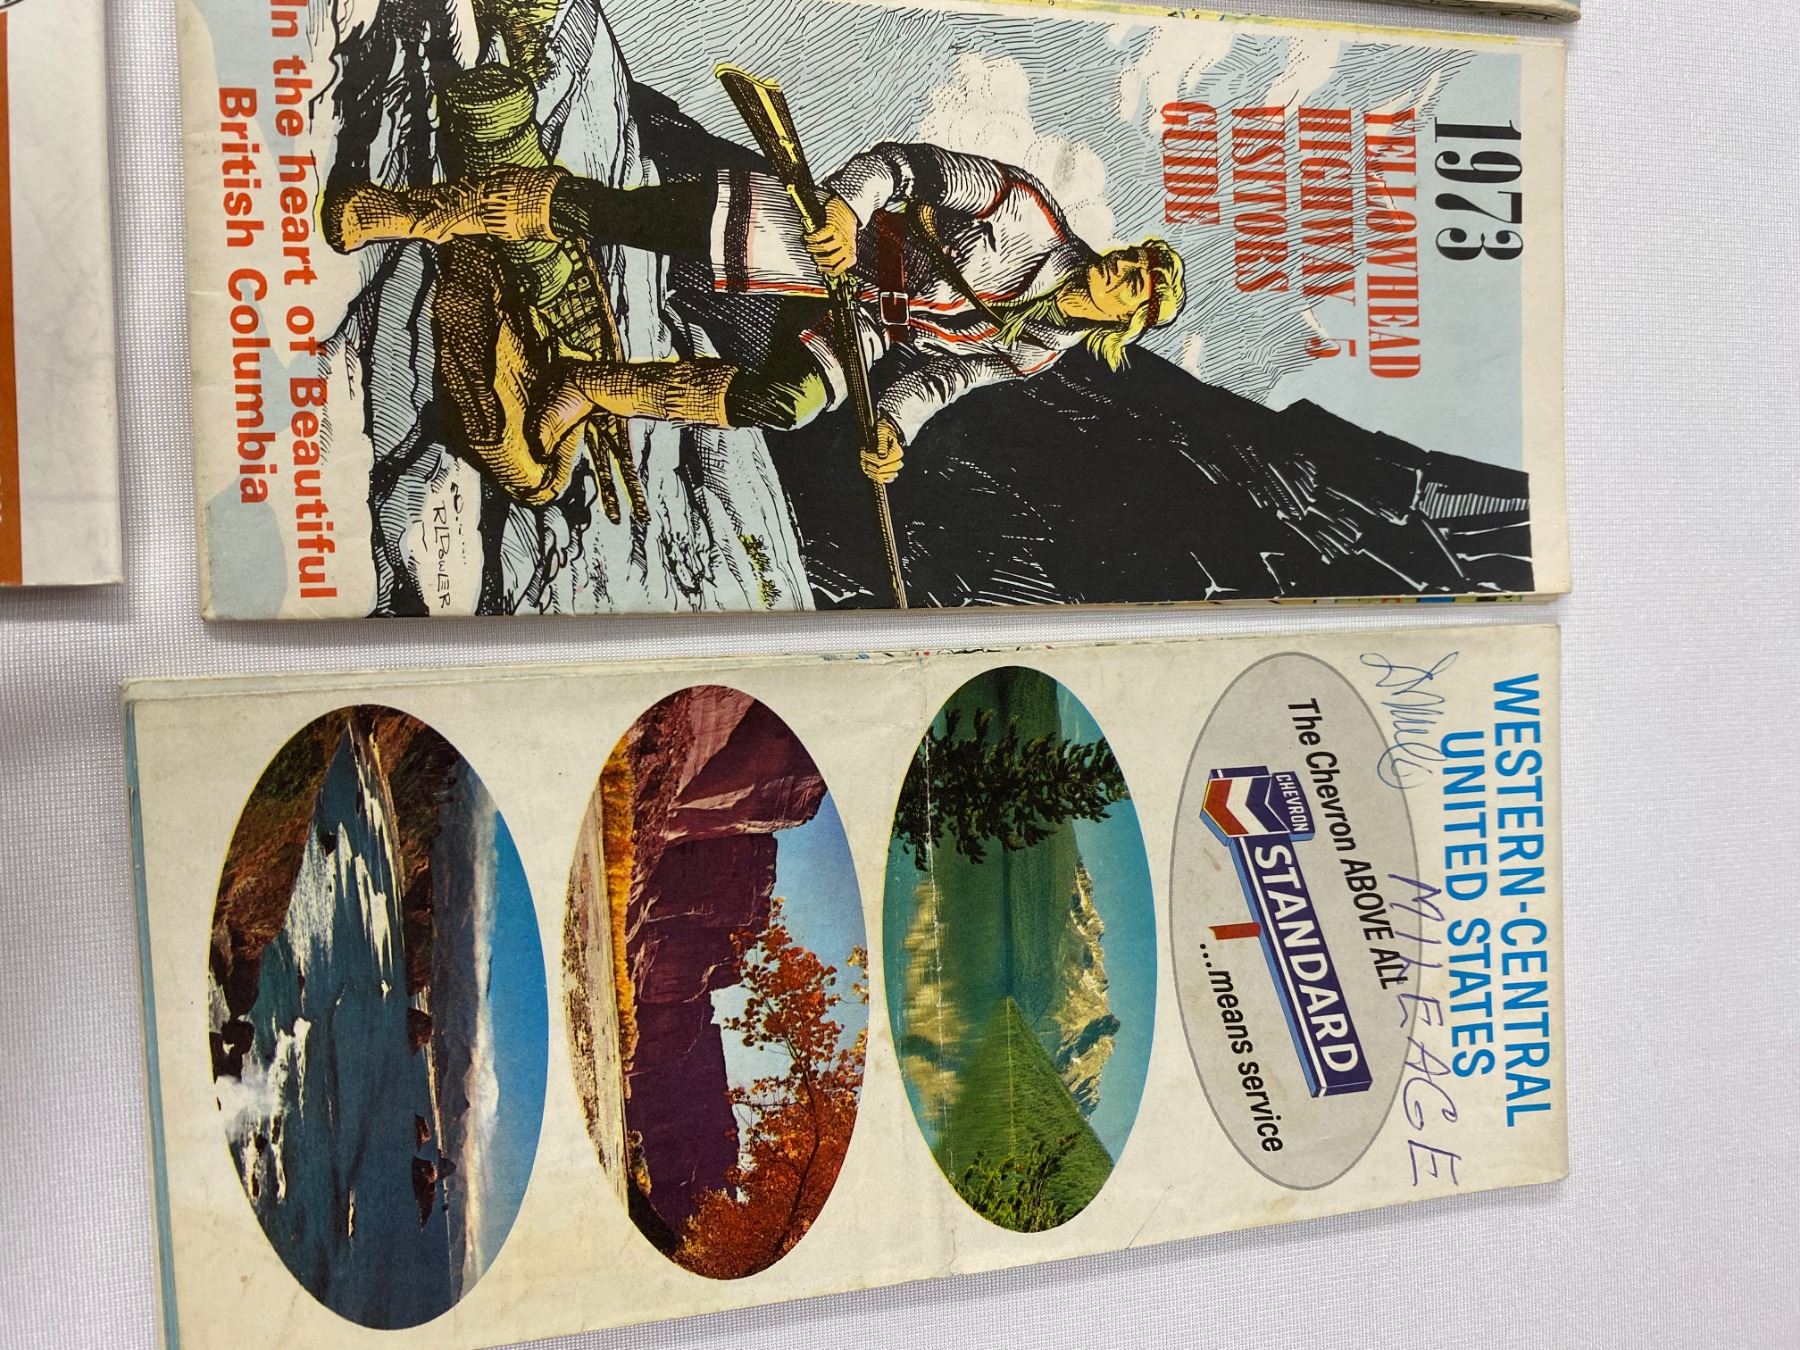 1973
YELLOWHEAD
HIGHWAY 5
VISITORS
GUIDE
RLPOWLER
In the heart of Beautiful
British Columbia
WESTERN-CENTRAL
UNITED STATES
MILEAGE
The Chevron ABOVE ALL
CHEVRON
STANDARD
...means service